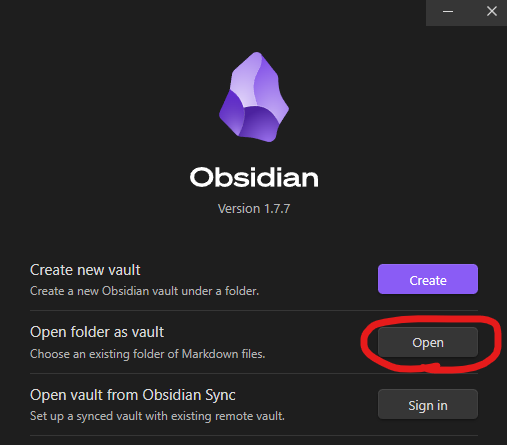 Obsidian
Version 1.7.7
Create new vault
Create a new Obsidian vault under a folder.
Create
Open folder as vault
Choose an existing folder of Markdown files.
Open
Open vault from Obsidian Sync
Set up a synced vault with existing remote vault.
Sign in